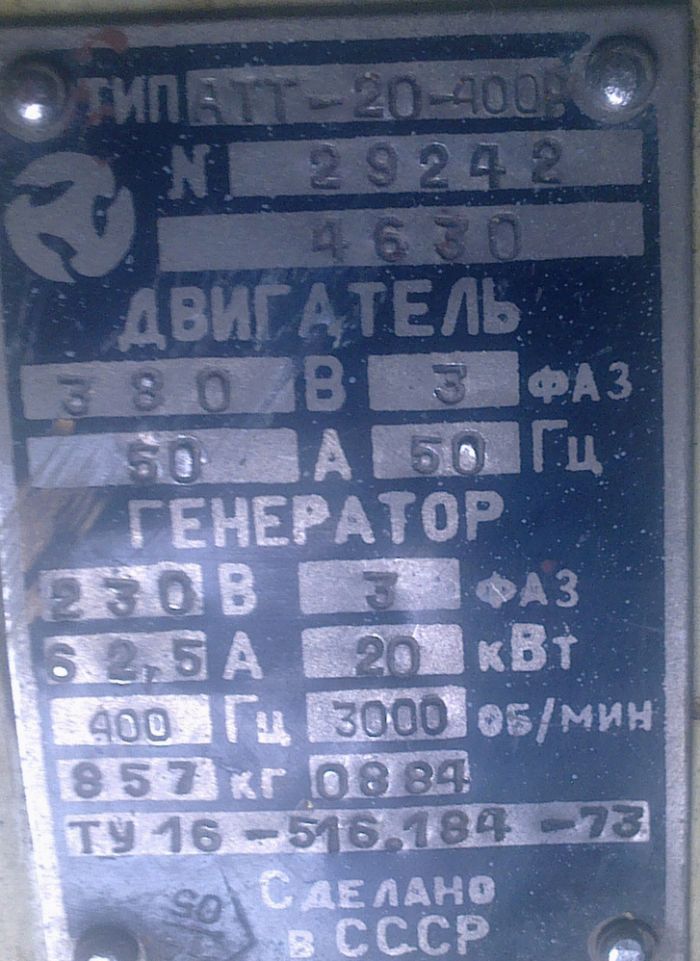 ТИП АТТ-20-400В
N 29242
4630
ДВИГАТЕЛЬ
380 В 3 ФАЗ
50 А 50 Гц
ГЕНЕРАТОР
230 В 3 ФАЗ
62,5 А 20 кВт
400 Гц 3000 ОБ/МИН
857 кг 0884
ТУ 16-516.184-73
СДЕЛАНО
в СССР